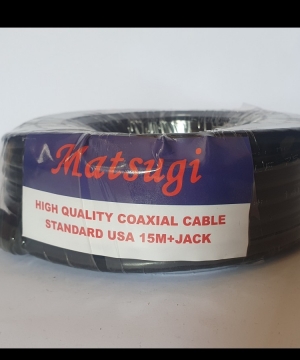 Matsugi
HIGH QUALITY COAXIAL CABLE
STANDARD USA 15M+JACK